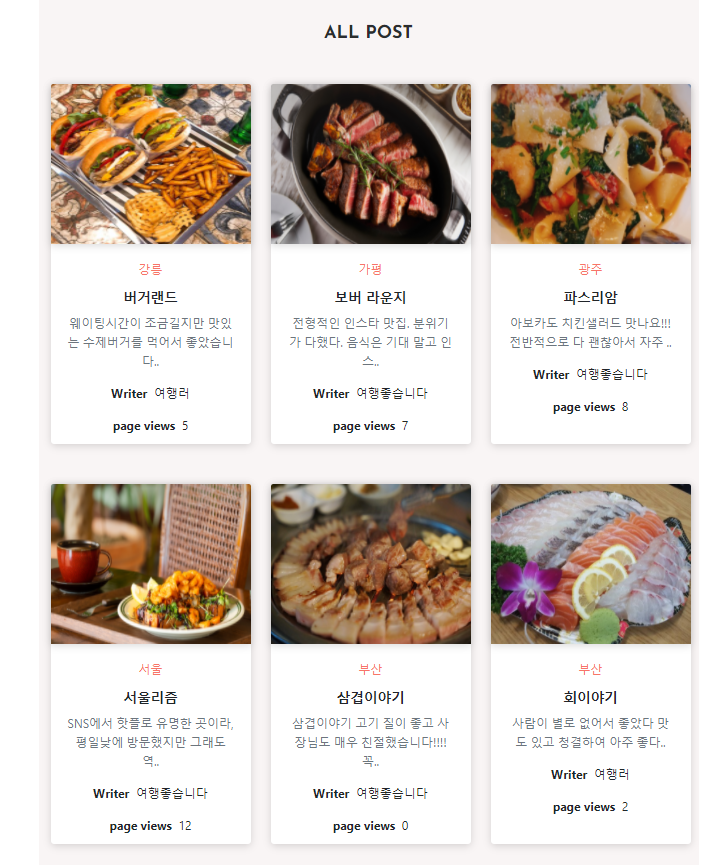 ALL POST
강릉
버거랜드
웨이팅시간이 조금길지만 맛있
는 수제버거를 먹어서 좋았습니
다..
Writer 여행러
page views 5
가평
보버 라운지
전형적인 인스타 맛집. 분위기
가 다했다. 음식은 기대 말고 인
스..
Writer 여행좋습니다
page views 7
광주
파스리암
아보카도 치킨샐러드 맛나요!!!
전반적으로 다 괜찮아서 자주 ..
Writer 여행좋습니다
page views 8
서울
서울리즘
SNS에서 핫플로 유명한 곳이라,
평일낮에 방문했지만 그래도
역..
Writer 여행좋습니다
page views 12
부산
삼겹이야기
삼겹이야기 고기 질이 좋고 사
장님도 매우 친절했습니다!!!!
꼭..
Writer 여행좋습니다
page views 0
부산
회이야기
사람이 별로 없어서 좋았다 맛
도 있고 청결하여 아주 좋다..
Writer 여행러
page views 2